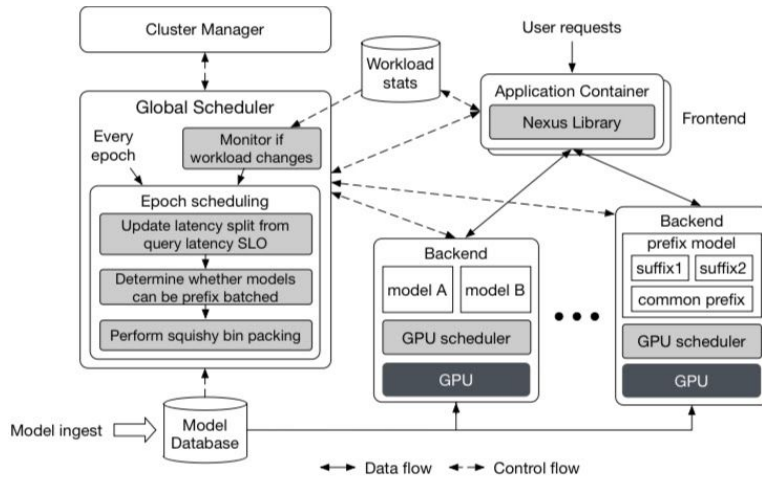 Cluster Manager
User requests
Workload
stats
Application Container
Nexus Library
Frontend
Global Scheduler
Every
epoch
Monitor if
workload changes
Epoch scheduling
Update latency split from
query latency SLO
Determine whether models
can be prefix batched
Perform squishy bin packing
Backend
model A
model B
GPU scheduler
GPU
Backend
prefix model
suffix1
suffix2
common prefix
GPU scheduler
GPU
Model ingest
Model
Database
Data flow
Control flow